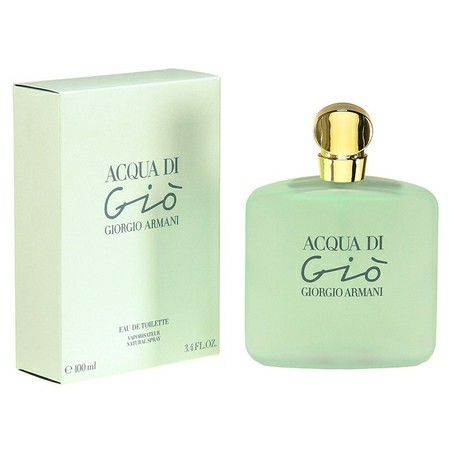 ACQUA DI
Giò
GIORGIO ARMANI
EAU DE TOILETTE
VAPORISATEUR
NATURAL SPRAY
℮ 100 ml
3.4 FL.OZ.
ACQUA DI
Giò
GIORGIO ARMANI